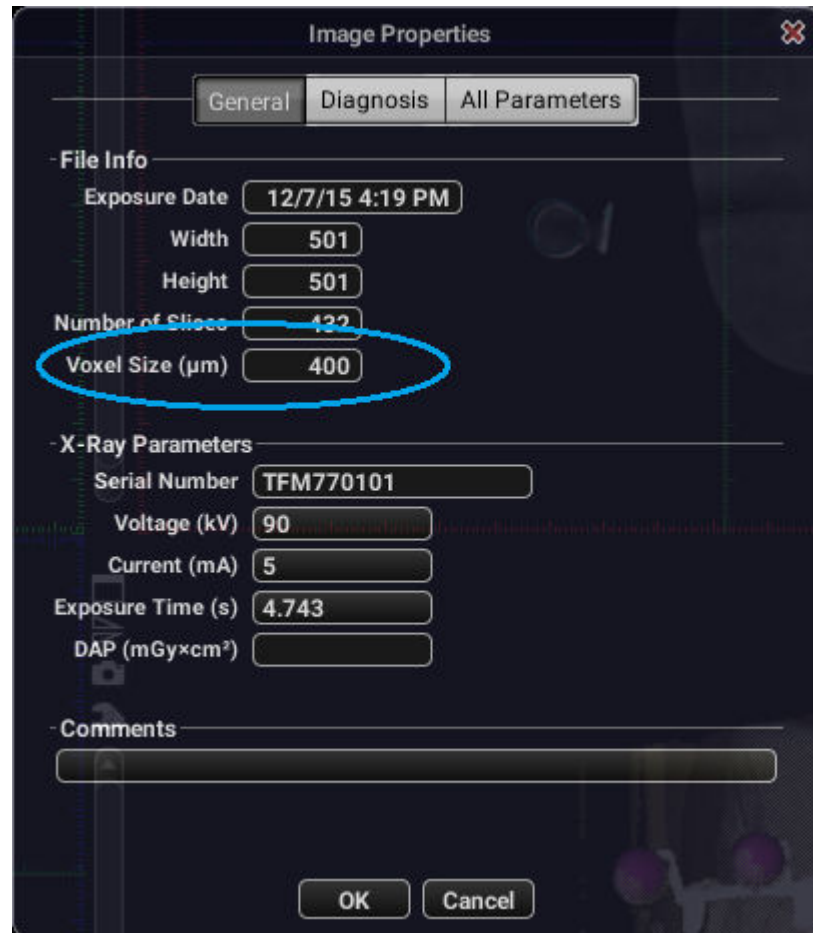 Image Properties
General Diagnosis All Parameters
File Info
Exposure Date 12/7/15 4:19 PM
Width 501
Height 501
Number of Slices 432
Voxel Size (µm) 400
X-Ray Parameters
Serial Number TFM770101
Voltage (kV) 90
Current (mA) 5
Exposure Time (s) 4.743
DAP (mGy×cm²)
Comments
OK Cancel